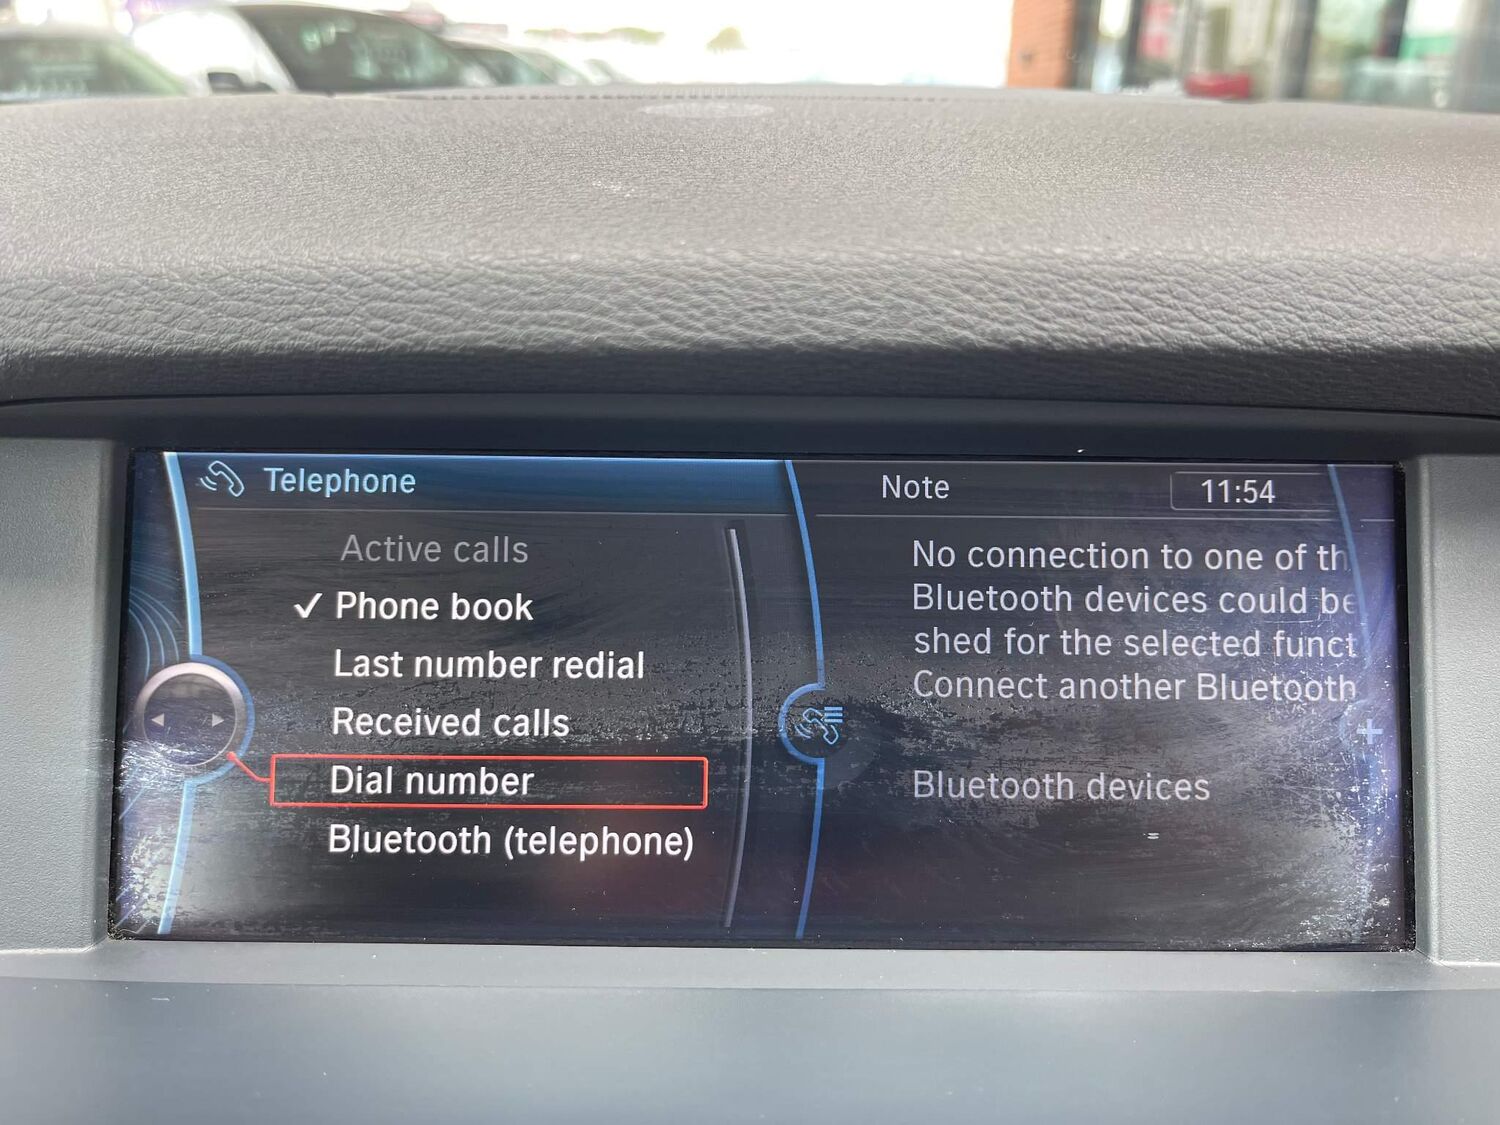 Telephone
Active calls
Phone book
Last number redial
Received calls
Dial number
Bluetooth (telephone)
Note
11:54
No connection to one of th
Bluetooth devices could be
shed for the selected funct
Connect another Bluetooth
Bluetooth devices